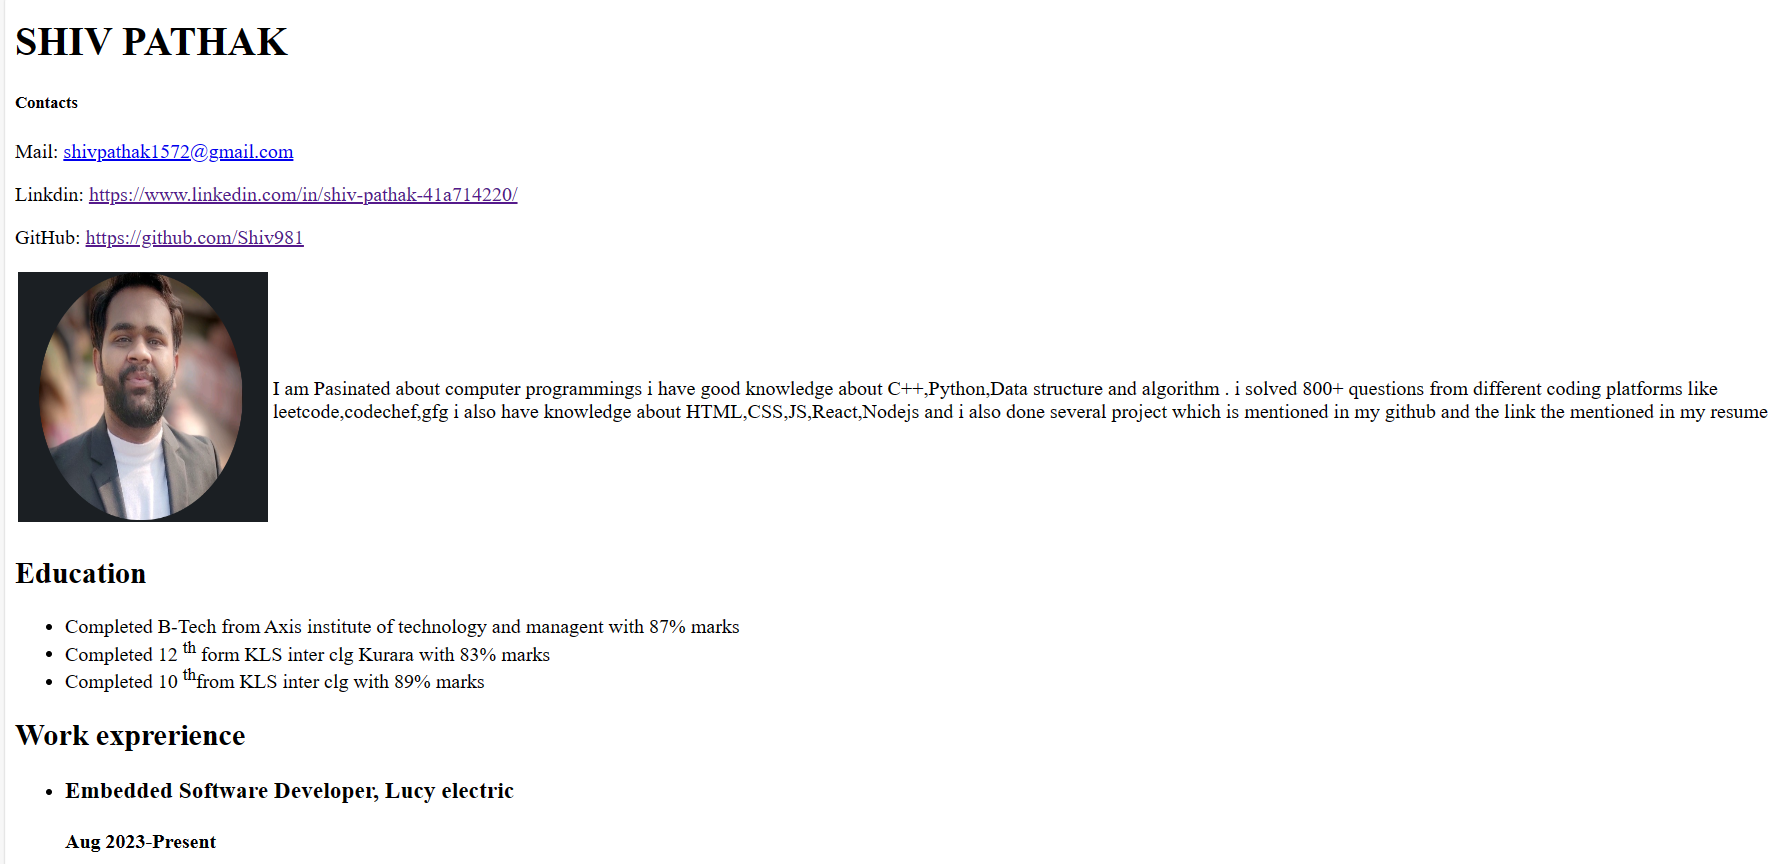 SHIV PATHAK
Contacts
Mail: shivpathak1572@gmail.com
Linkdin: https://www.linkedin.com/in/shiv-pathak-41a714220/
GitHub: https://github.com/Shiv981
I am Pasinated about computer programmings i have good knowledge about C++,Python,Data structure and algorithm . i solved 800+ questions from different coding platforms like
leetcode,codechef,gfg i also have knowledge about HTML,CSS,JS,React,Nodejs and i also done several project which is mentioned in my github and the link the mentioned in my resume
Education
• Completed B-Tech from Axis institute of technology and managent with 87% marks
• Completed 12 th form KLS inter clg Kurara with 83% marks
• Completed 10 thfrom KLS inter clg with 89% marks
Work exprerience
• Embedded Software Developer, Lucy electric
Aug 2023-Present